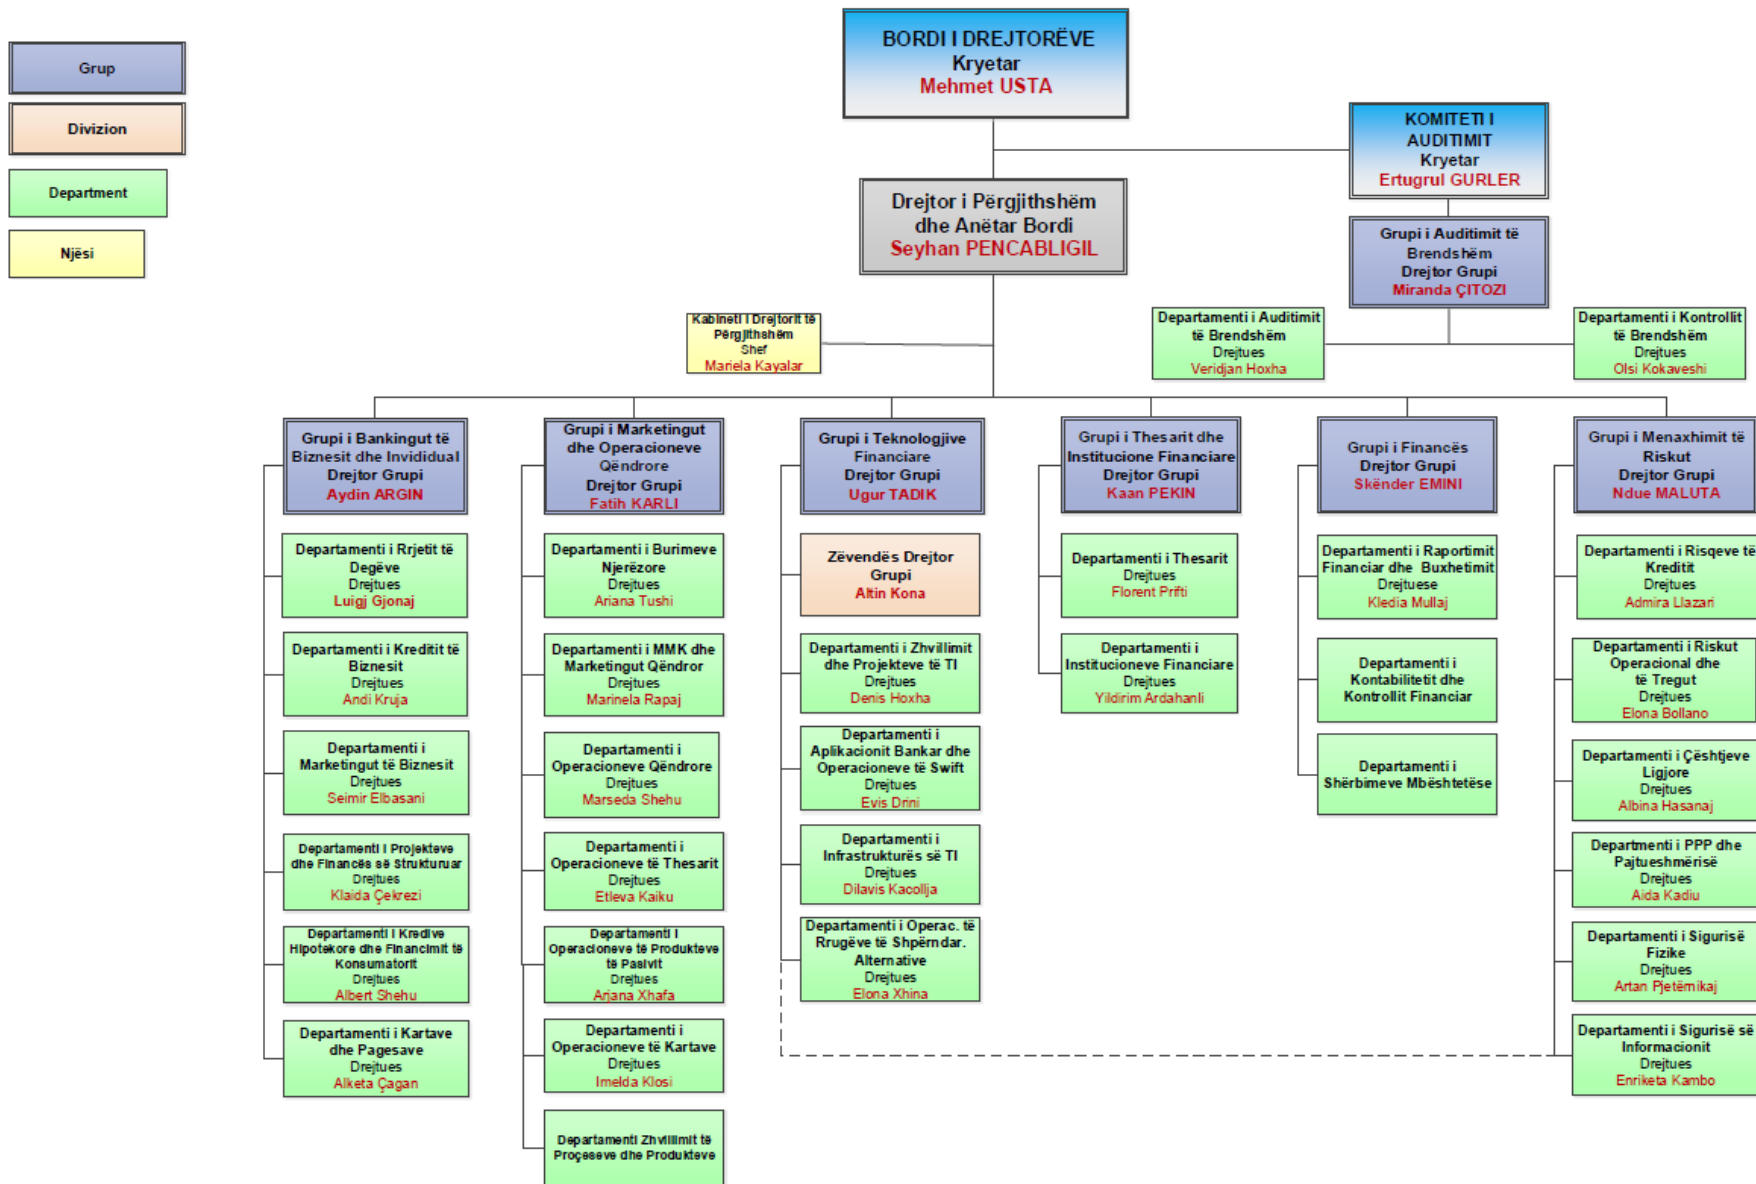 Grup
Divizion
Department
Njësi
BORDI I DREJTORËVE
Kryetar
Mehmet USTA
KOMITETI I
AUDITIMIT
Kryetar
Ertugrul GURLER
Drejtor i Përgjithshëm
dhe Anëtar Bordi
Seyhan PENCABLIGIL
Grupi i Auditimit të
Brendshëm
Drejtor Grupi
Miranda ÇITOZI
Kabineti i Drejtorit të
Përgjithshëm
Shef
Mariela Kayalar
Departamenti i Auditimit
të Brendshëm
Drejtues
Veridjan Hoxha
Departamenti i Kontrollit
të Brendshëm
Drejtues
Olsi Kokaveshi
Grupi i Bankingut të
Biznesit dhe Invididual
Drejtor Grupi
Aydin ARGIN
Departamenti i Rrjetit të
Degëve
Drejtues
Luigj Gjonaj
Departamenti i Kreditit të
Biznesit
Drejtues
Andi Kruja
Departamenti i
Marketingut të Biznesit
Drejtues
Seimir Elbasani
Departamenti i Projekteve
dhe Financës së Strukturuar
Drejtues
Klaida Çekrezi
Departamenti i Kredive
Hipotekore dhe Financimit të
Konsumatorit
Drejtues
Albert Shehu
Departamenti i Kartave
dhe Pagesave
Drejtues
Alketa Çagan
Grupi i Marketingut
dhe Operacioneve
Qëndrore
Drejtor Grupi
Fatih KARLI
Departamenti i Burimeve
Njerëzore
Drejtues
Ariana Tushi
Departamenti i MMK dhe
Marketingut Qëndror
Drejtues
Marinela Rapaj
Departamenti i
Operacioneve Qëndrore
Drejtues
Marseda Shehu
Departamenti i
Operacioneve të Thesarit
Drejtues
Etleva Kaiku
Departamenti i
Operacioneve të Produkteve
të Pasivit
Drejtues
Arjana Xhafa
Departamenti i
Operacioneve të Kartave
Drejtues
Imelda Klosi
Departamenti Zhvillimit të
Proçeseve dhe Produkteve
Grupi i Teknologjive
Financiare
Drejtor Grupi
Ugur TADIK
Zëvendës Drejtor
Grupi
Altin Kona
Departamenti i Zhvillimit
dhe Projekteve të TI
Drejtues
Denis Hoxha
Departamenti i
Aplikacionit Bankar dhe
Operacioneve të Swift
Drejtues
Evis Drini
Departamenti i
Infrastrukturës së TI
Drejtues
Dilavis Kacollja
Departamenti i Operac. të
Rrugëve të Shpërndar.
Alternative
Drejtues
Elona Xhina
Grupi i Thesarit dhe
Institucione Financiare
Drejtor Grupi
Kaan PEKIN
Departamenti i Thesarit
Drejtues
Florent Prifti
Departamenti i
Institucioneve Financiare
Drejtues
Yildirim Ardahanli
Grupi i Financës
Drejtor Grupi
Skënder EMINI
Departamenti i Raportimit
Financiar dhe Buxhetimit
Drejtuese
Kledia Mullaj
Departamenti i
Kontabilitetit dhe
Kontrollit Financiar
Departamenti i
Shërbimeve Mbështetëse
Grupi i Menaxhimit të
Riskut
Drejtor Grupi
Ndue MALUTA
Departamenti i Risqeve të
Kreditit
Drejtues
Admira Llazari
Departamenti i Riskut
Operacional dhe
të Tregut
Drejtues
Elona Bollano
Departamenti i Çështjeve
Ligjore
Drejtues
Albina Hasanaj
Departmenti i PPP dhe
Pajtueshmërisë
Drejtues
Aida Kadiu
Departamenti i Sigurisë
Fizike
Drejtues
Artan Pjetërnikaj
Departamenti i Sigurisë së
Informacionit
Drejtues
Enriketa Kambo